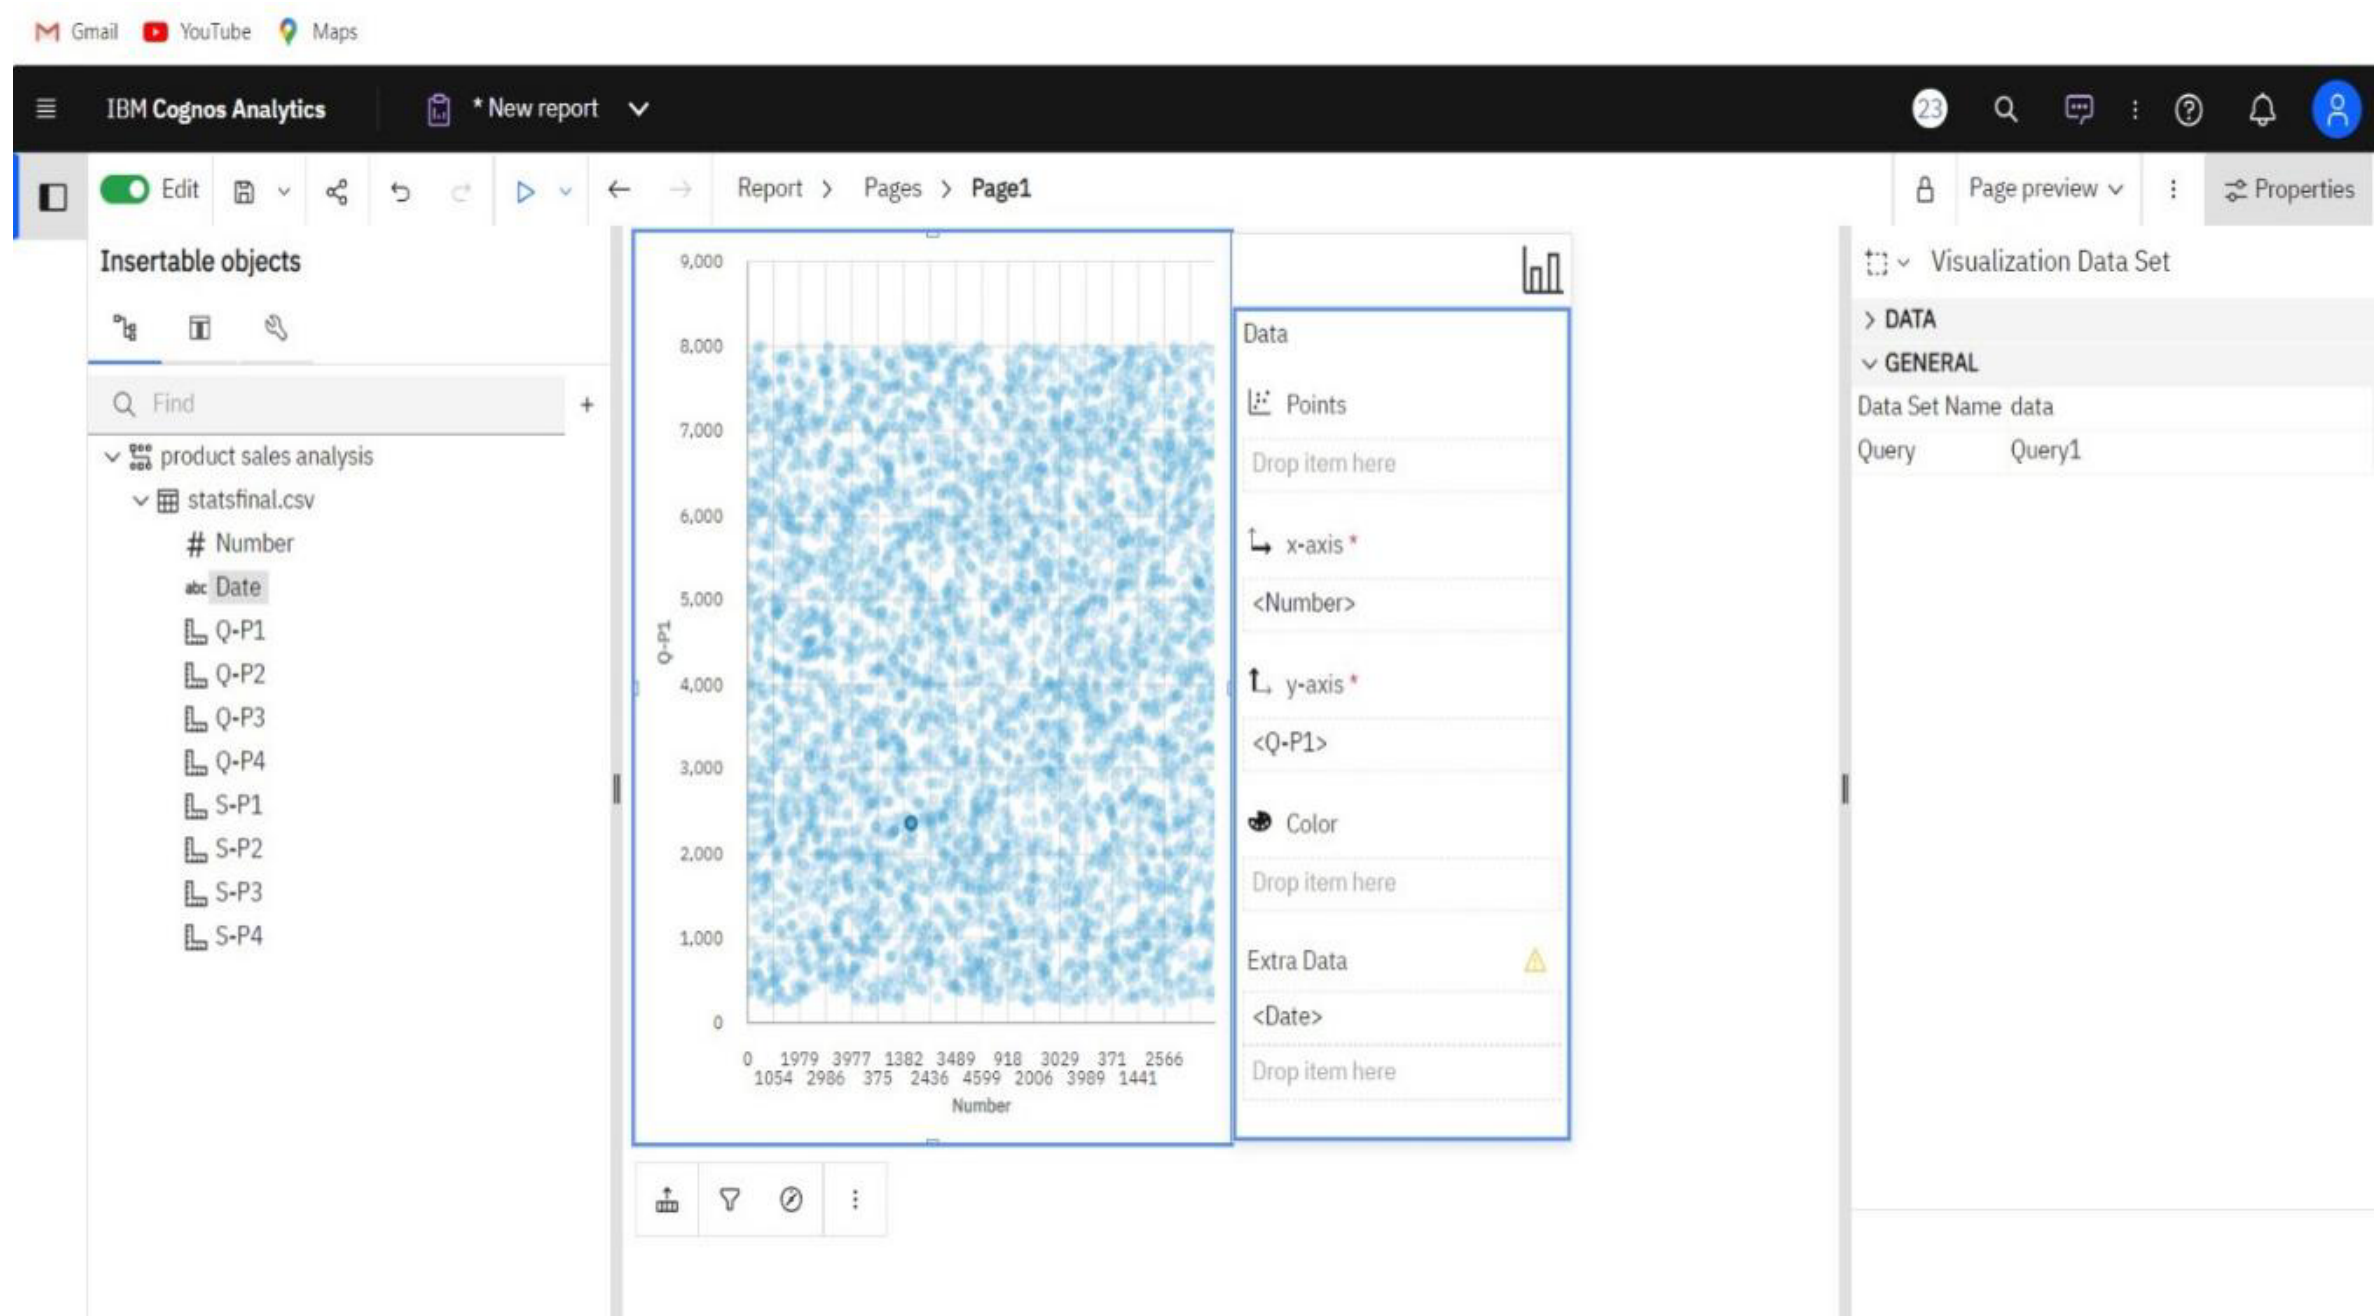 Gmail YouTube Maps
IBM Cognos Analytics * New report 23
Edit Report > Pages > Page1 Page preview Properties
Insertable objects
Find
product sales analysis
statsfinal.csv
# Number
abc Date
Q-P1
Q-P2
Q-P3
Q-P4
S-P1
S-P2
S-P3
S-P4
9,000
8,000
7,000
6,000
5,000
4,000
3,000
2,000
1,000
0
Q-P1
0 1979 3977 1382 3489 918 3029 371 2566
1054 2986 375 2436 4599 2006 3989 1441
Number
Data
Points
Drop item here
x-axis *
<Number>
y-axis *
<Q-P1>
Color
Drop item here
Extra Data
<Date>
Drop item here
Visualization Data Set
> DATA
GENERAL
Data Set Name data
Query Query1